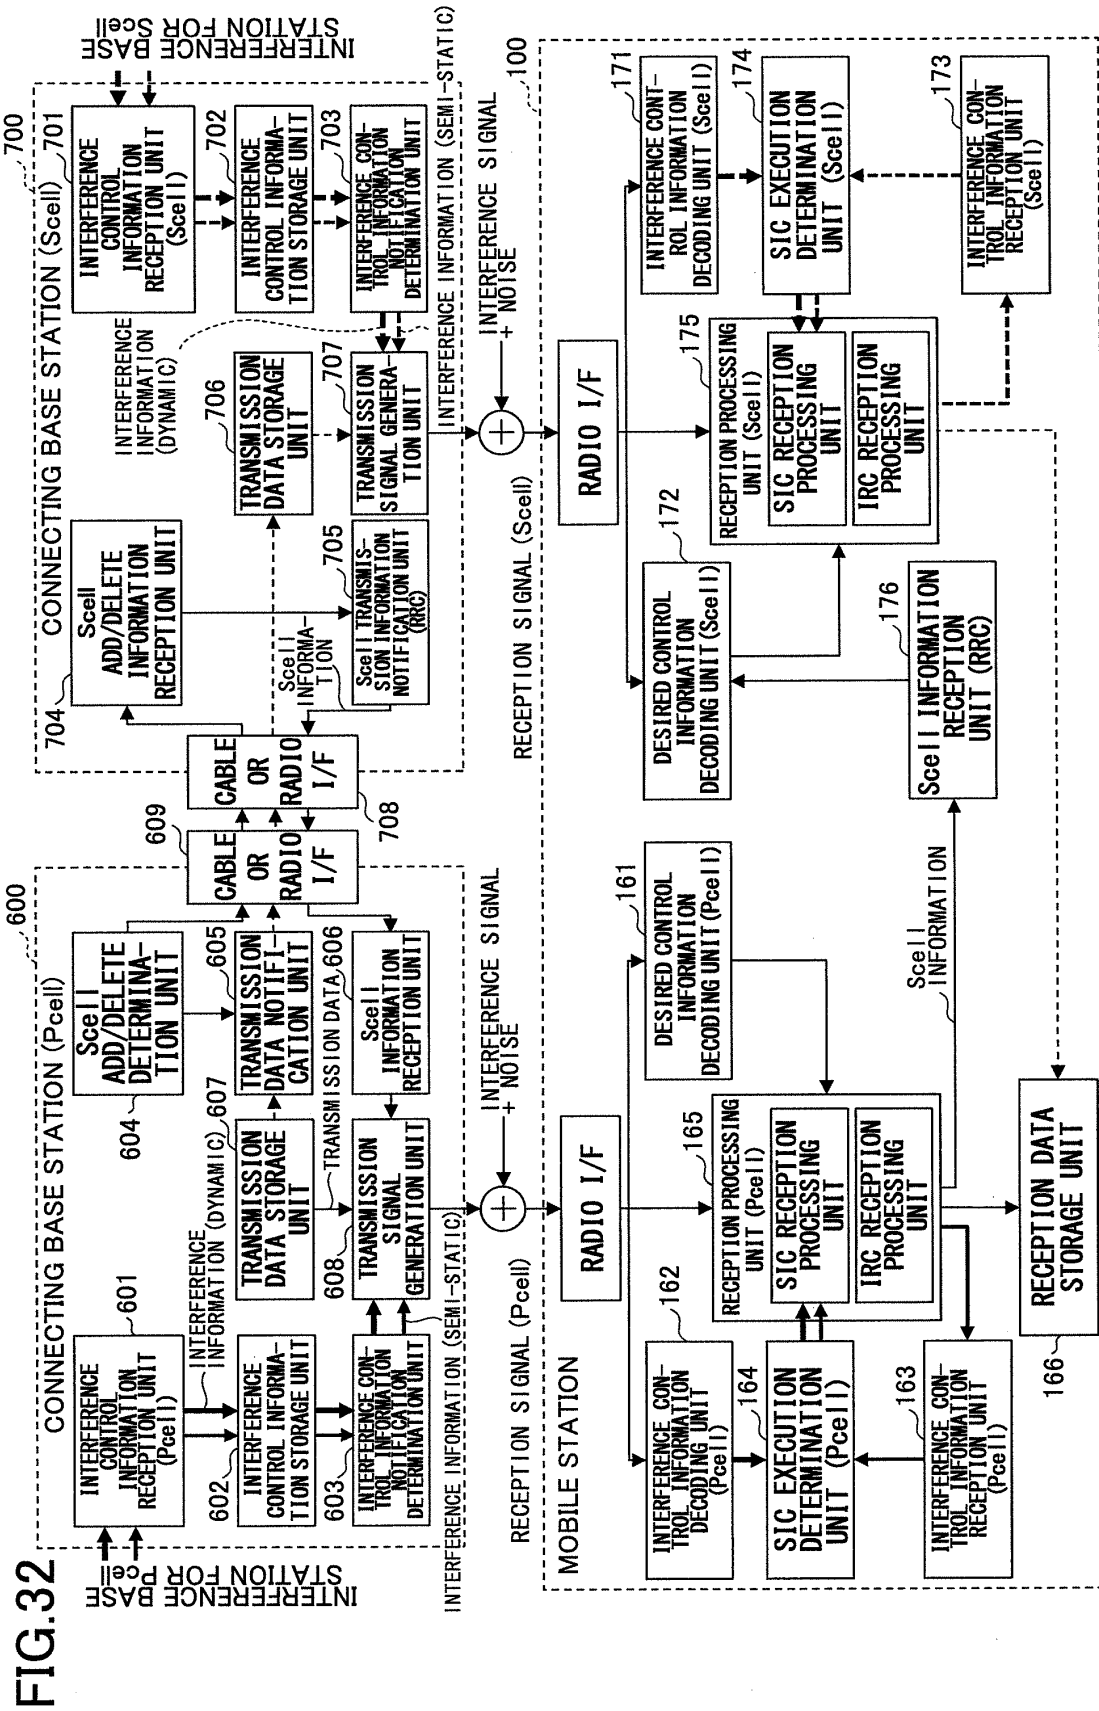 FIG.32
CONNECTING BASE STATION (Pcell)
600
INTERFERENCE BASE
STATION FOR Pcell
INTERFERENCE
CONTROL
INFORMATION
RECEPTION UNIT
(Pcell)
601
INTERFERENCE
INFORMATION (DYNAMIC)
INTERFERENCE
CONTROL INFORMA-
TION STORAGE UNIT
602
INTERFERENCE CON-
TROL INFORMATION
NOTIFICATION
DETERMINATION UNIT
603
INTERFERENCE INFORMATION (SEMI-STATIC)
Scell
ADD/DELETE
DETERMINA-
TION UNIT
604
TRANSMISSION
DATA NOTIFI-
CATION UNIT
605
TRANSMISSION
DATA STORAGE
UNIT
607
TRANSMISSION DATA
Scell
INFORMATION
RECEPTION UNIT
606
TRANSMISSION
SIGNAL
GENERATION UNIT
608
CABLE
OR
RADIO
I/F
609
CABLE
OR
RADIO
I/F
708
CONNECTING BASE STATION (Scell)
700
INTERFERENCE BASE
STATION FOR Scell
Scell
ADD/DELETE
INFORMATION
RECEPTION UNIT
704
INTERFERENCE
CONTROL
INFORMATION
RECEPTION UNIT
(Scell)
701
INTERFERENCE
INFORMATION
(DYNAMIC)
INTERFERENCE
CONTROL INFORMA-
TION STORAGE UNIT
702
INTERFERENCE CON-
TROL INFORMATION
NOTIFICATION
DETERMINATION UNIT
703
TRANSMISSION
DATA STORAGE
UNIT
706
Scell
INFORMA-
TION
Scell TRANSMIS-
SION INFORMATION
NOTIFICATION UNIT
(RRC)
705
TRANSMISSION
SIGNAL GENERA-
TION UNIT
707
INTERFERENCE INFORMATION (SEMI-STATIC)
RECEPTION SIGNAL (Pcell)
INTERFERENCE SIGNAL
+ NOISE
RECEPTION SIGNAL (Scell)
INTERFERENCE SIGNAL
+ NOISE
MOBILE STATION
100
RADIO I/F
INTERFERENCE CON-
TROL INFORMATION
DECODING UNIT
(Pcell)
162
DESIRED CONTROL
INFORMATION
DECODING UNIT(Pcell)
161
RECEPTION PROCESSING
UNIT (Pcell)
165
SIC RECEPTION
PROCESSING
UNIT
IRC RECEPTION
PROCESSING
UNIT
SIC EXECUTION
DETERMINATION
UNIT (Pcell)
164
INTERFERENCE CON-
TROL INFORMATION
RECEPTION UNIT
(Pcell)
163
RECEPTION DATA
STORAGE UNIT
166
Scell
INFORMATION
RADIO I/F
DESIRED CONTROL
INFORMATION
DECODING UNIT(Scell)
172
INTERFERENCE CONT-
ROL INFORMATION
DECODING UNIT (Scell)
171
RECEPTION PROCESSING
UNIT (Scell)
175
SIC RECEPTION
PROCESSING
UNIT
IRC RECEPTION
PROCESSING
UNIT
SIC EXECUTION
DETERMINATION
UNIT (Scell)
174
Scell INFORMATION
RECEPTION
UNIT (RRC)
176
INTERFERENCE CON-
TROL INFORMATION
RECEPTION UNIT
(Scell)
173